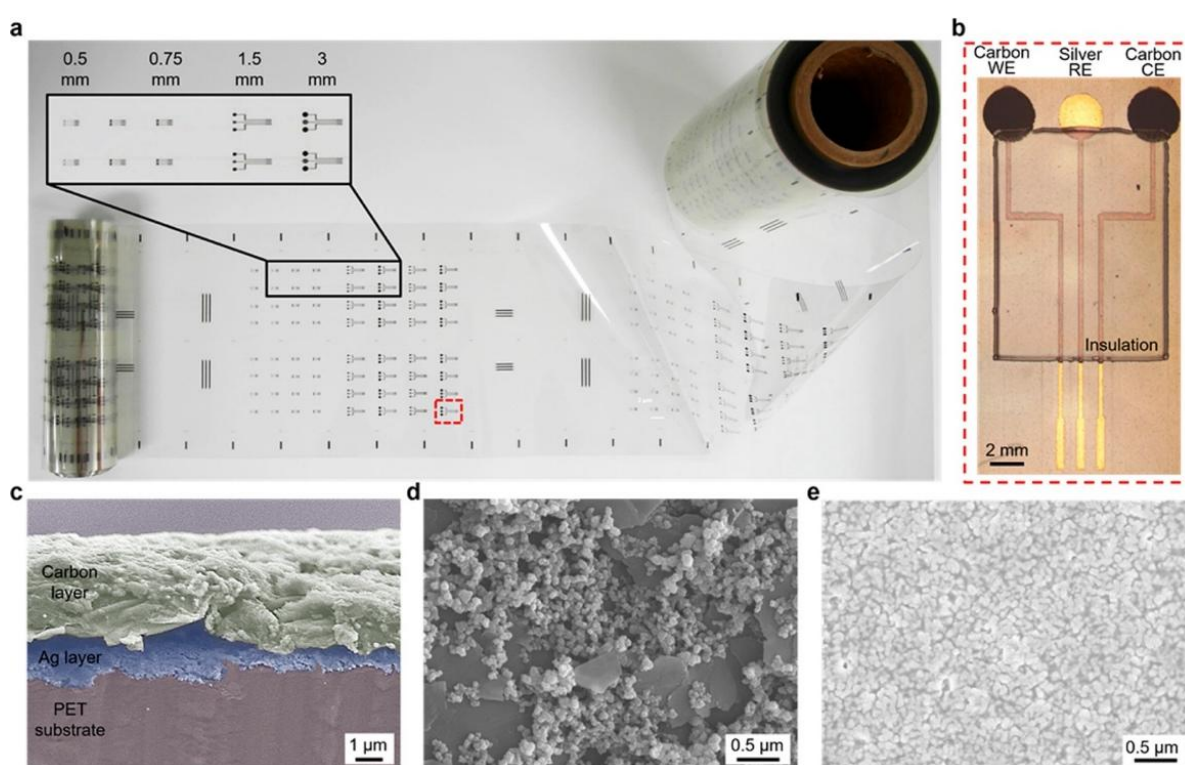 a
0.5
mm
0.75
mm
1.5
mm
3
mm
b
Carbon
WE
Silver
RE
Carbon
CE
Insulation
2 mm
c
Carbon
layer
Ag layer
PET
substrate
1 µm
d
0.5 µm
e
0.5 µm